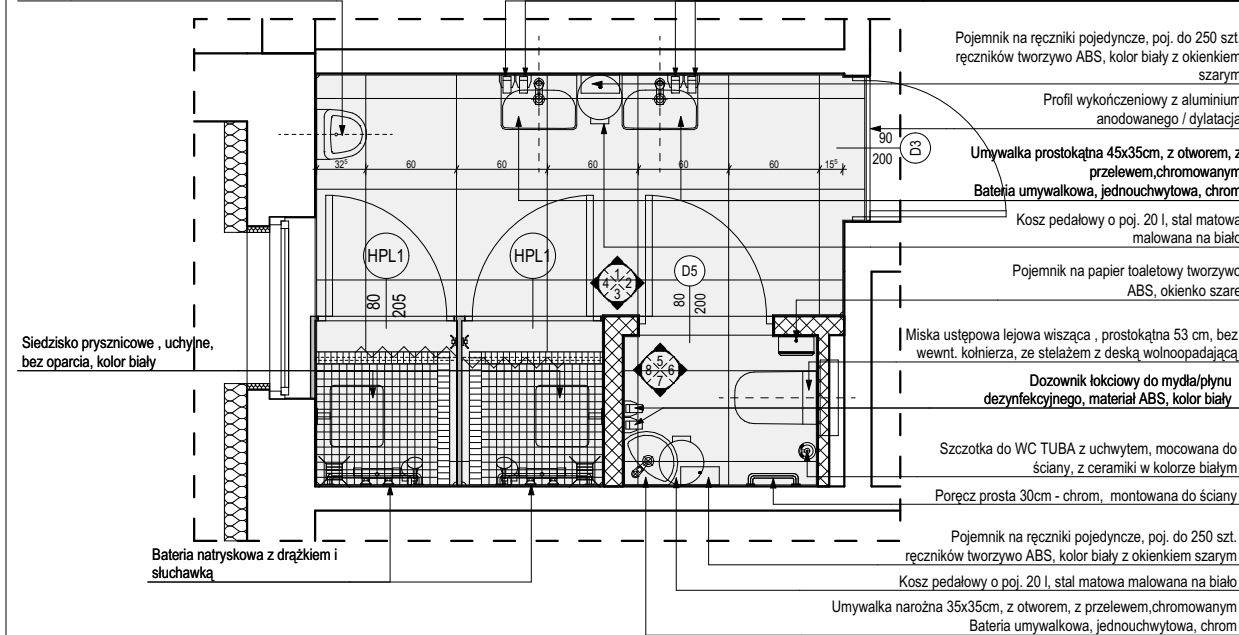 Pojemnik na ręczniki pojedyncze, poj. do 250 szt.
ręczników tworzywo ABS, kolor biały z okienkiem
szarym
Profil wykończeniowy z aluminium
anodowanego / dylatacja
90
200
D3
Umywalka prostokątna 45x35cm, z otworem, z
przelewem,chromowanym
Bateria umywalkowa, jednouchwytowa, chrom
32⁵
60
60
60
60
60
15⁵
Kosz pedałowy o poj. 20 l, stal matowa
malowana na biało
HPL1
80
205
HPL1
1
4 2
3
D5
80
200
Pojemnik na papier toaletowy tworzywo
ABS, okienko szare
Siedzisko prysznicowe , uchylne,
bez oparcia, kolor biały
5
8 6
7
Miska ustępowa lejowa wisząca , prostokątna 53 cm, bez
wewnt. kołnierza, ze stelażem z deską wolnoopadającą
Dozownik łokciowy do mydła/płynu
dezynfekcyjnego, materiał ABS, kolor biały
Szczotka do WC TUBA z uchwytem, mocowana do
ściany, z ceramiki w kolorze białym
Poręcz prosta 30cm - chrom, montowana do ściany
Bateria natryskowa z drążkiem i
słuchawką
Pojemnik na ręczniki pojedyncze, poj. do 250 szt.
ręczników tworzywo ABS, kolor biały z okienkiem szarym
Kosz pedałowy o poj. 20 l, stal matowa malowana na biało
Umywalka narożna 35x35cm, z otworem, z przelewem,chromowanym
Bateria umywalkowa, jednouchwytowa, chrom